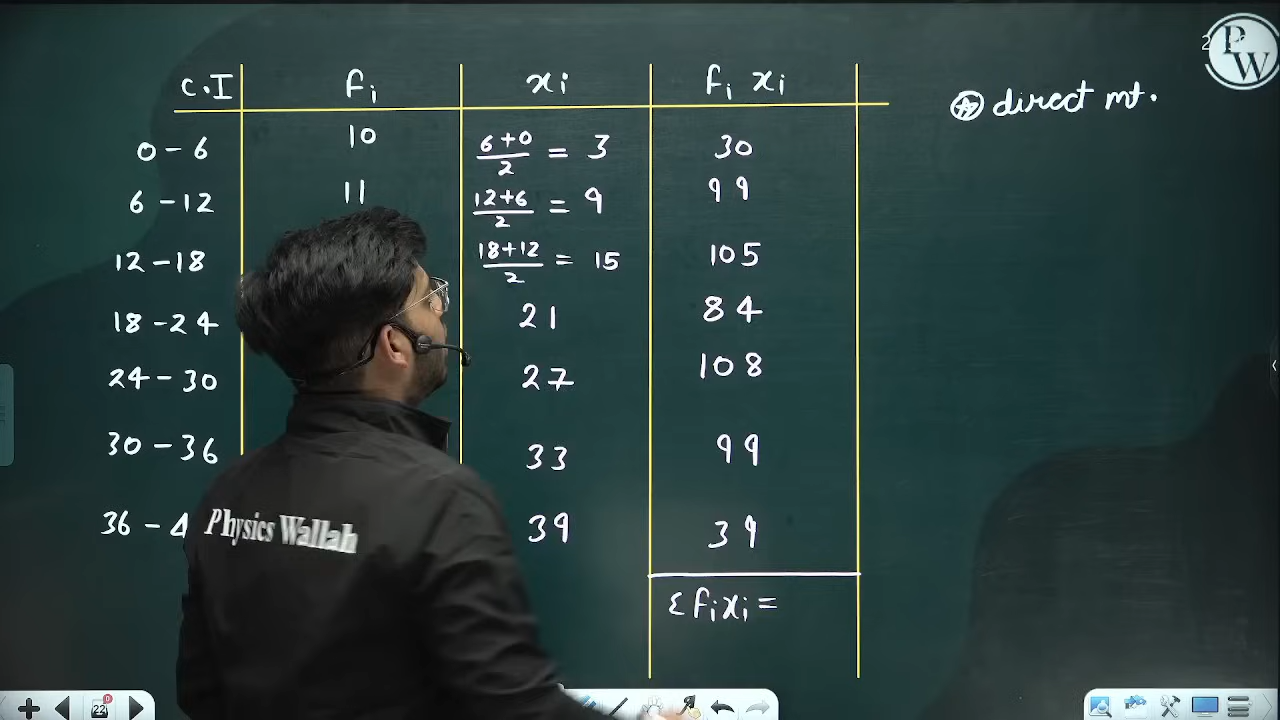 C.I fi xi fi xi
⊛ direct mt.
0-6 10 6+0/2 = 3 30
6-12 11 12+6/2 = 9 99
12-18 18+12/2 = 15 105
18-24 21 84
24-30 27 108
30-36 33 99
36-4 39 39
Σfixi =
Physics Wallah
PW
2
22